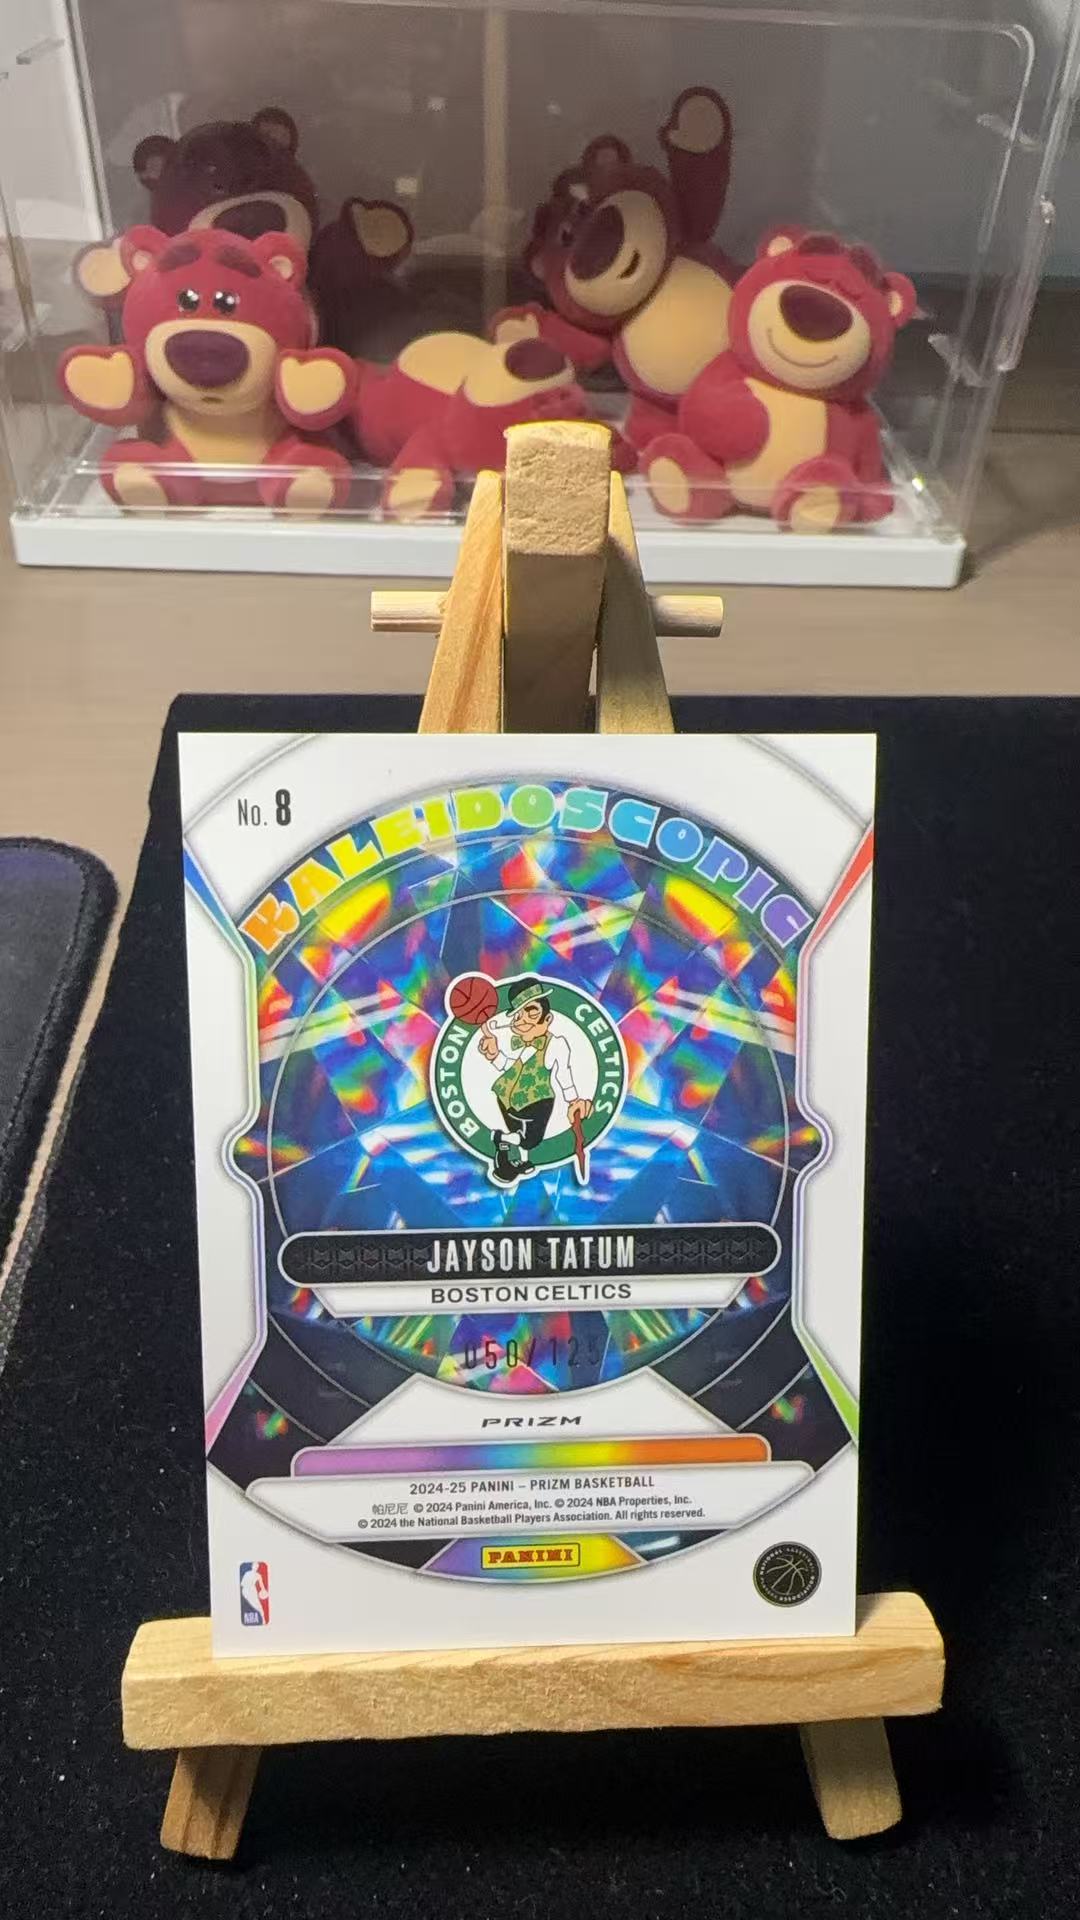 No. 8
KALEIDOSCOPIC
BOSTON CELTICS
JAYSON TATUM
BOSTON CELTICS
050/125
PRIZM
2024-25 PANINI – PRIZM BASKETBALL
帕尼尼 © 2024 Panini America, Inc. © 2024 NBA Properties, Inc.
© 2024 the National Basketball Players Association. All rights reserved.
PANINI
NBA